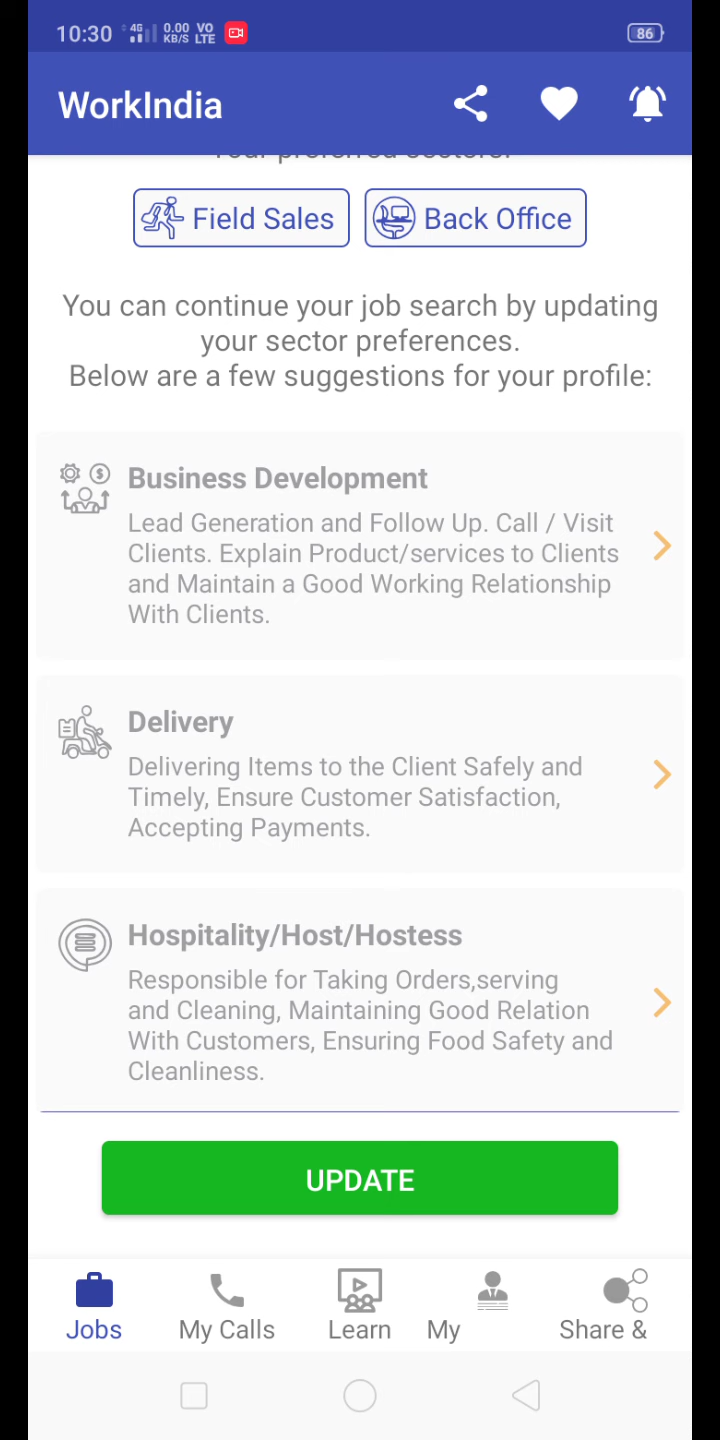 10:30 4G 0.00 KB/S VO LTE 86
WorkIndia
Your preferred sectors:
Field Sales Back Office
You can continue your job search by updating
your sector preferences.
Below are a few suggestions for your profile:
Business Development
Lead Generation and Follow Up. Call / Visit
Clients. Explain Product/services to Clients
and Maintain a Good Working Relationship
With Clients.
Delivery
Delivering Items to the Client Safely and
Timely, Ensure Customer Satisfaction,
Accepting Payments.
Hospitality/Host/Hostess
Responsible for Taking Orders,serving
and Cleaning, Maintaining Good Relation
With Customers, Ensuring Food Safety and
Cleanliness.
UPDATE
Jobs My Calls Learn My Share &